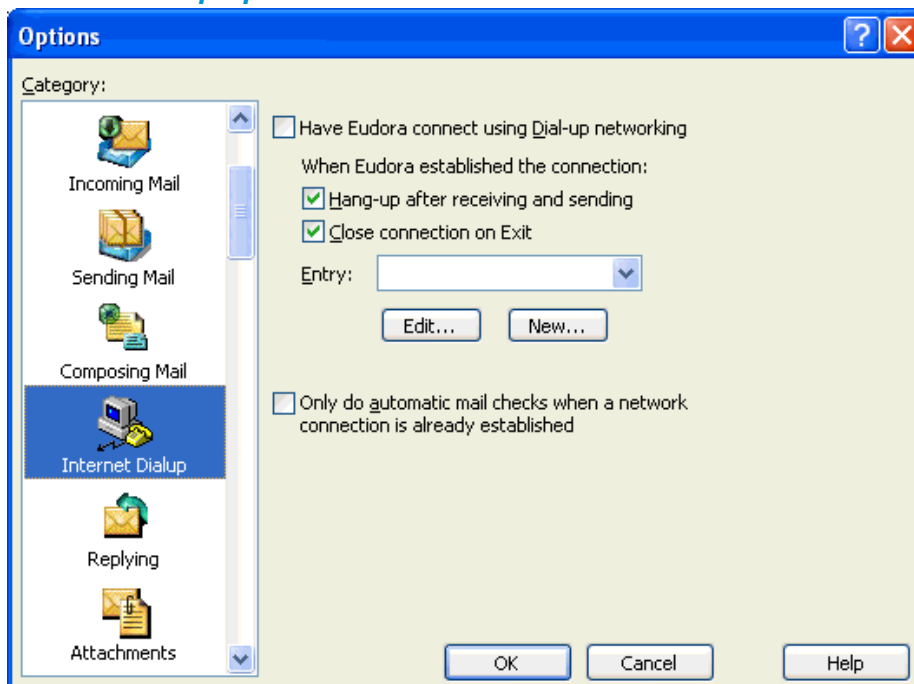 Options
Category:
Incoming Mail
Sending Mail
Composing Mail
Internet Dialup
Replying
Attachments
Have Eudora connect using Dial-up networking
When Eudora established the connection:
Hang-up after receiving and sending
Close connection on Exit
Entry:
Edit...
New...
Only do automatic mail checks when a network
connection is already established
OK
Cancel
Help